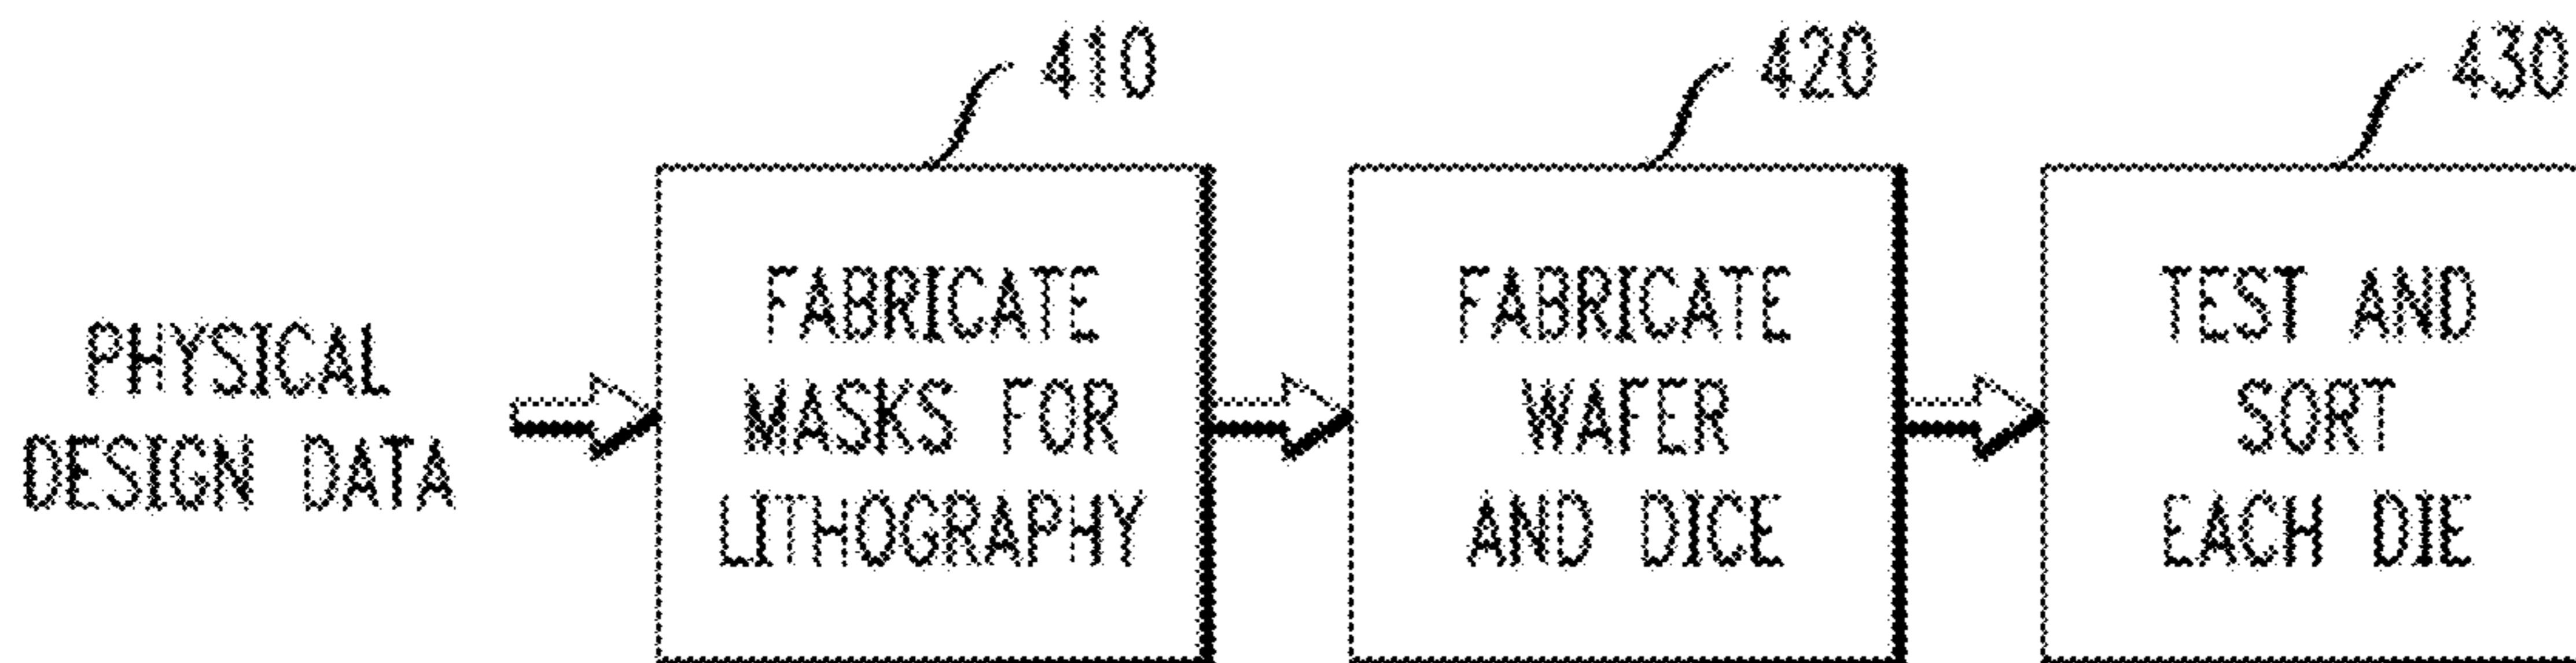 410
420
430
PHYSICAL
DESIGN DATA
FABRICATE
MASKS FOR
LITHOGRAPHY
FABRICATE
WAFER
AND DICE
TEST AND
SORT
EACH DIE